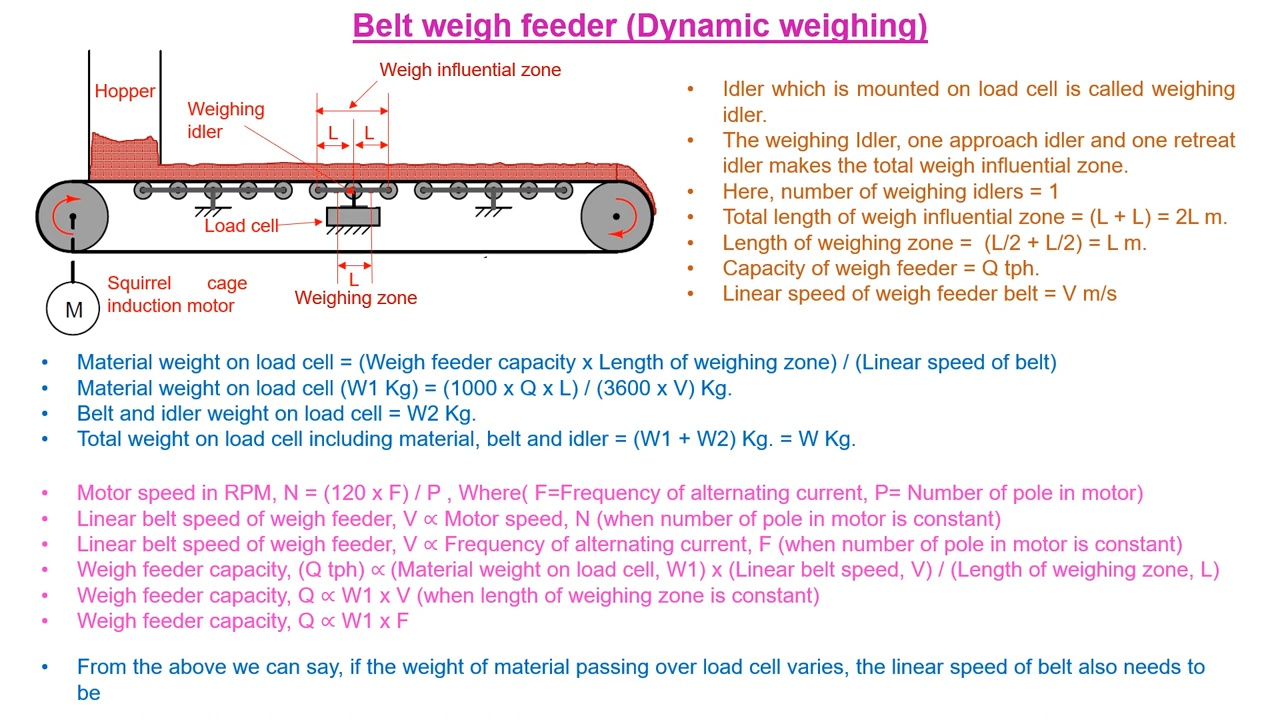 Belt weigh feeder (Dynamic weighing)
Weigh influential zone
Hopper
Weighing
idler
L
L
Load cell
L
Weighing zone
Squirrel cage
induction motor
M
• Idler which is mounted on load cell is called weighing
idler.
• The weighing Idler, one approach idler and one retreat
idler makes the total weigh influential zone.
• Here, number of weighing idlers = 1
• Total length of weigh influential zone = (L + L) = 2L m.
• Length of weighing zone = (L/2 + L/2) = L m.
• Capacity of weigh feeder = Q tph.
• Linear speed of weigh feeder belt = V m/s
• Material weight on load cell = (Weigh feeder capacity x Length of weighing zone) / (Linear speed of belt)
• Material weight on load cell (W1 Kg) = (1000 x Q x L) / (3600 x V) Kg.
• Belt and idler weight on load cell = W2 Kg.
• Total weight on load cell including material, belt and idler = (W1 + W2) Kg. = W Kg.
• Motor speed in RPM, N = (120 x F) / P , Where( F=Frequency of alternating current, P= Number of pole in motor)
• Linear belt speed of weigh feeder, V ∝ Motor speed, N (when number of pole in motor is constant)
• Linear belt speed of weigh feeder, V ∝ Frequency of alternating current, F (when number of pole in motor is constant)
• Weigh feeder capacity, (Q tph) ∝ (Material weight on load cell, W1) x (Linear belt speed, V) / (Length of weighing zone, L)
• Weigh feeder capacity, Q ∝ W1 x V (when length of weighing zone is constant)
• Weigh feeder capacity, Q ∝ W1 x F
• From the above we can say, if the weight of material passing over load cell varies, the linear speed of belt also needs to
be